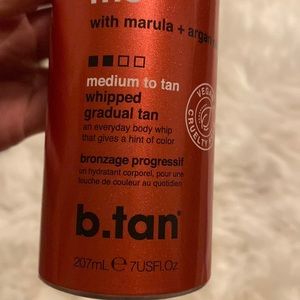 with marula + argan
medium to tan
whipped
gradual tan
an everyday body whip
that gives a hint of color
VEGAN
CRUELTY
bronzage progressif
un hydratant corporel, pour une
touche de couleur au quotidien
b.tan®
207mL ℮ 7USFl.Oz